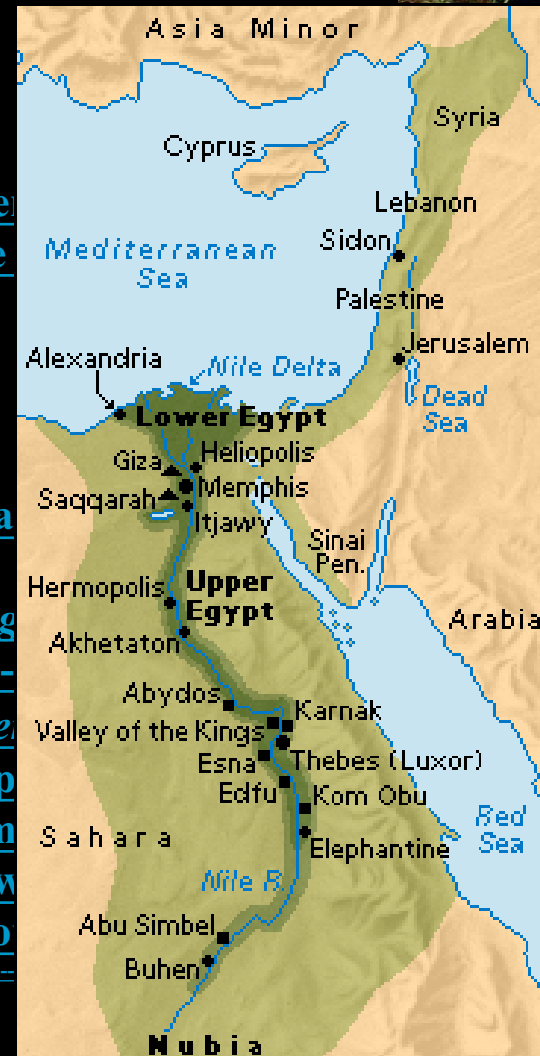 Asia Minor
Syria
Cyprus
Lebanon
Mediterranean
Sea
Sidon
Palestine
Jerusalem
Alexandria
Nile Delta
Dead
Sea
Lower Egypt
Giza
Heliopolis
Saqqarah
Memphis
Itjawy
Sinai
Pen.
Hermopolis
Upper
Egypt
Arabia
Akhetaton
Abydos
Karnak
Valley of the Kings
Thebes (Luxor)
Esna
Edfu
Kom Obu
Red
Sea
Sahara
Elephantine
Nile R.
Abu Simbel
Buhen
Nubia